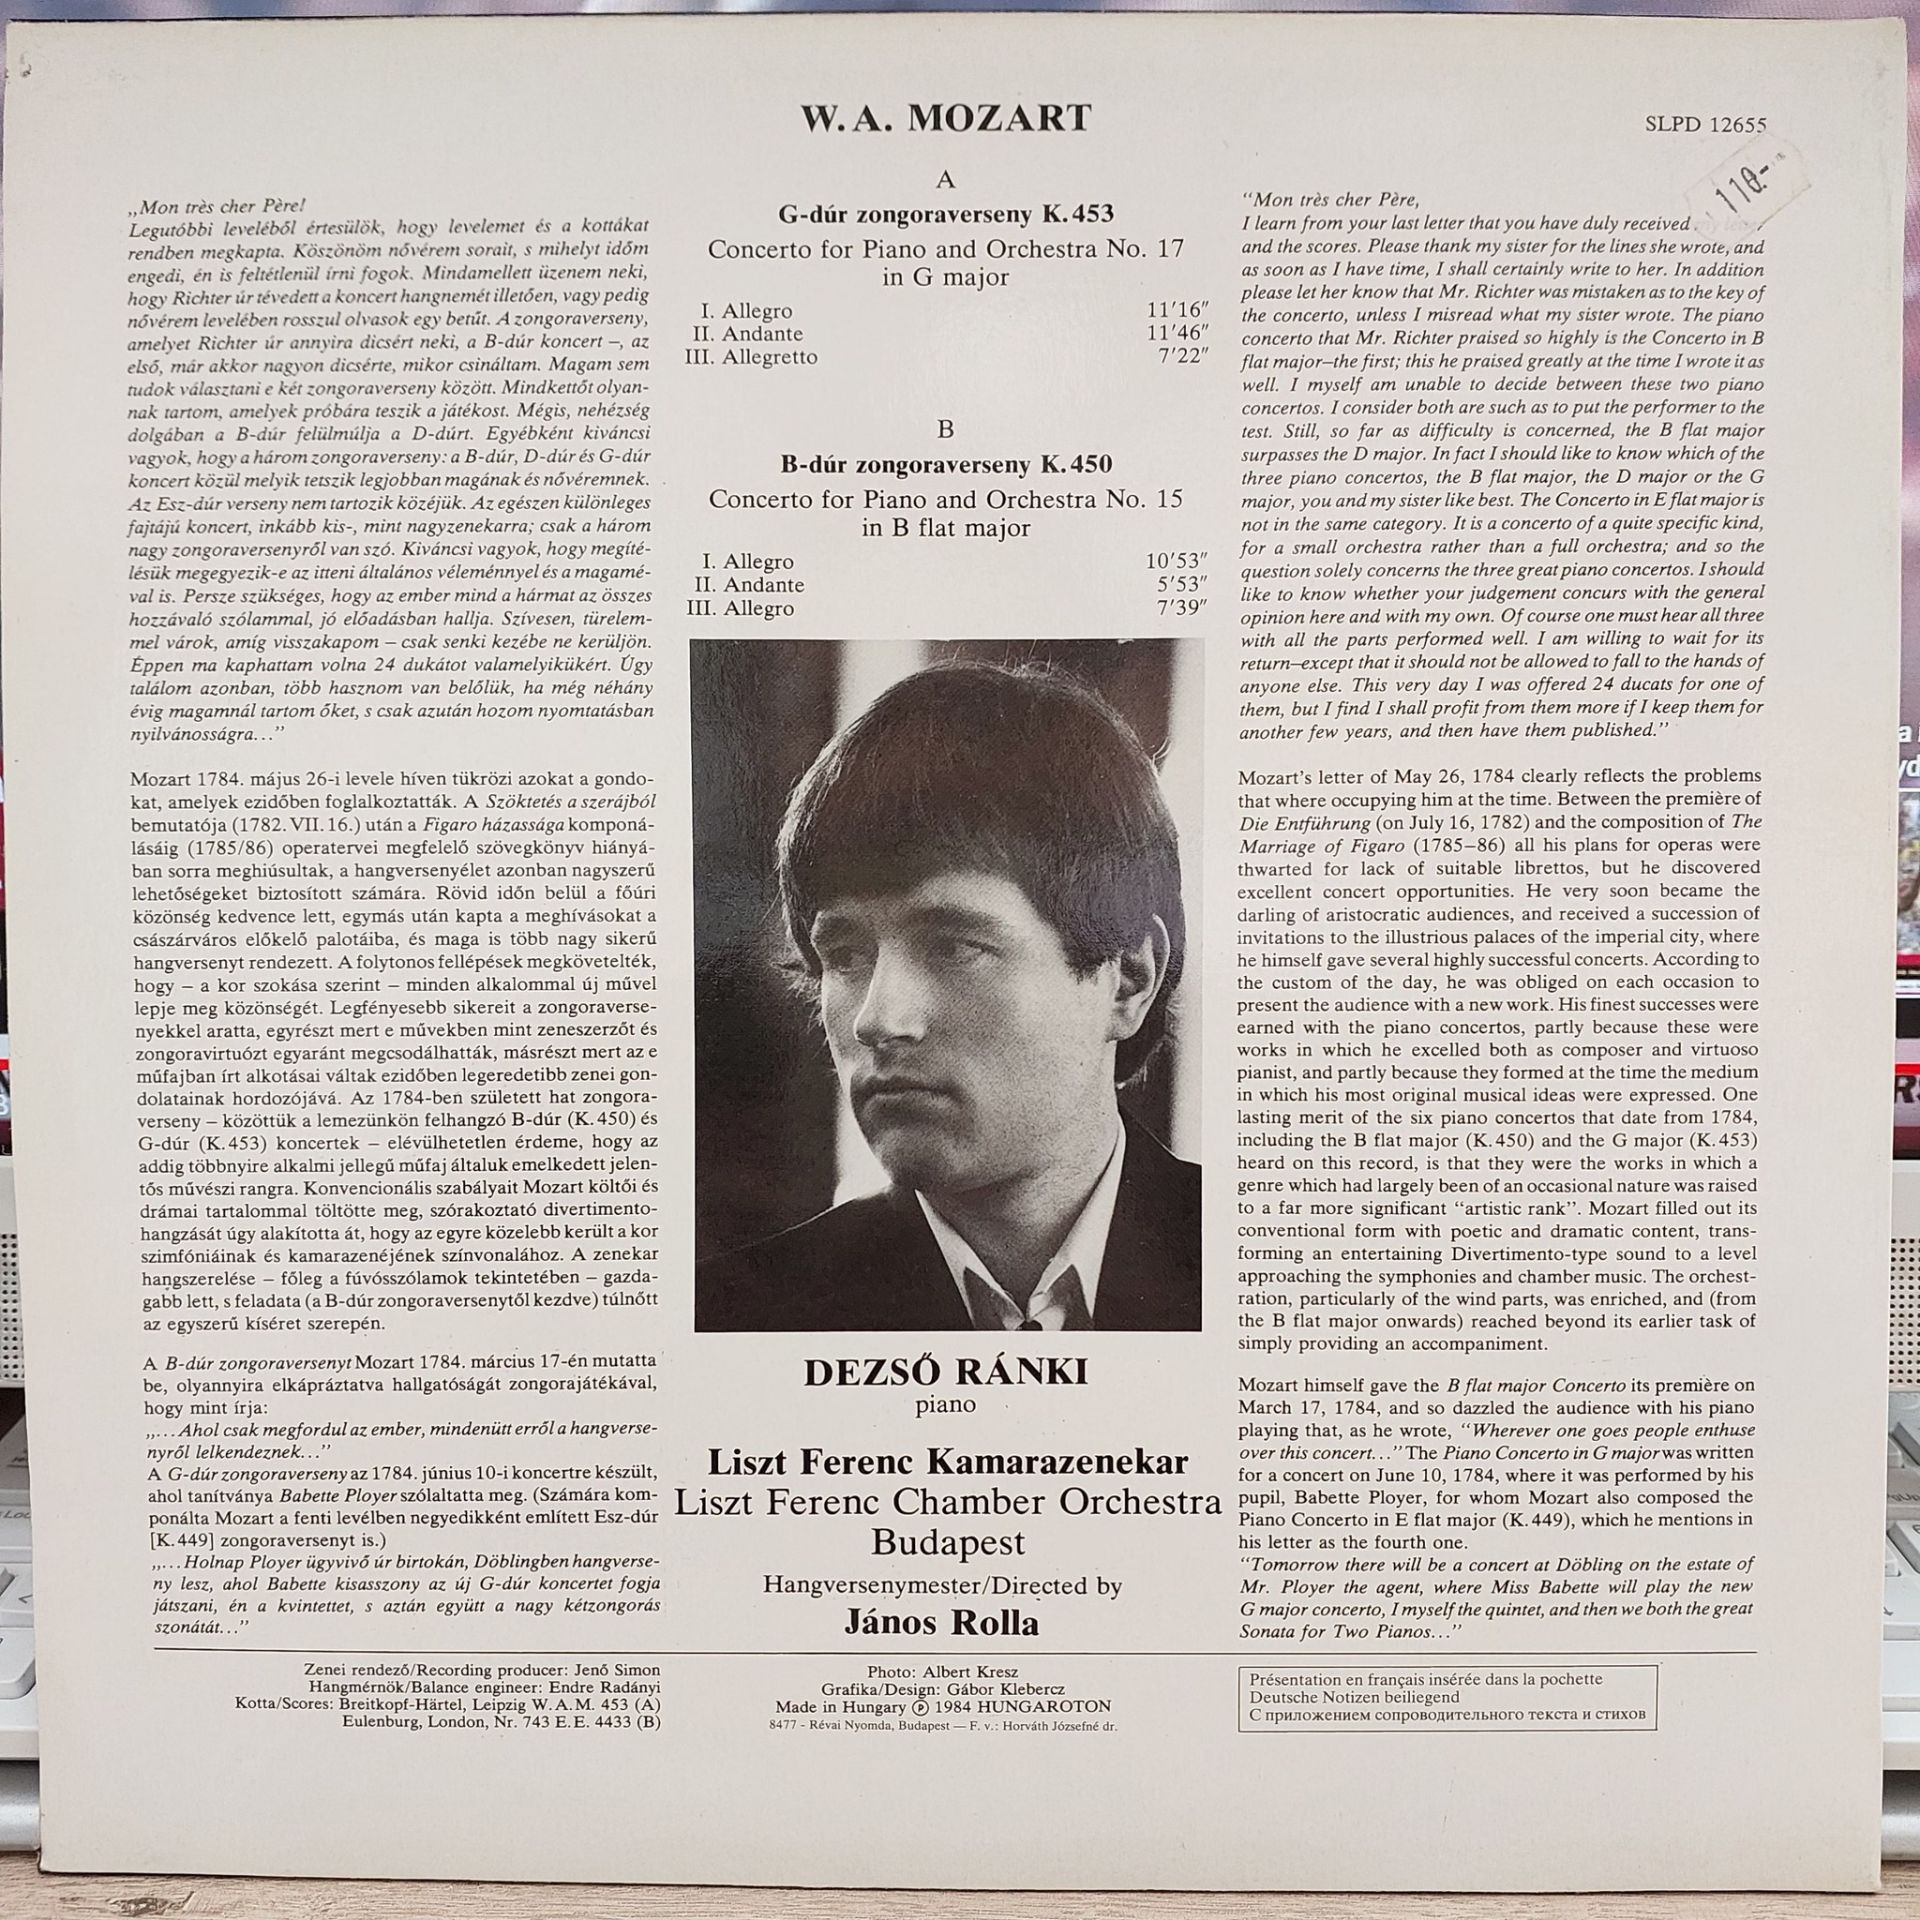 W. A. MOZART
SLPD 12655
110.-
„Mon très cher Père!
Legutóbbi leveléből értesülök, hogy levelemet és a kottákat
rendben megkapta. Köszönöm nővérem sorait, s mihelyt időm
engedi, én is feltétlenül írni fogok. Mindamellett üzenem neki,
hogy Richter úr tévedett a koncert hangnemét illetően, vagy pedig
nővérem levelében rosszul olvasok egy betűt. A zongoraverseny,
amelyet Richter úr annyira dicsért neki, a B-dúr koncert –, az
első, már akkor nagyon dicsérte, mikor csináltam. Magam sem
tudok választani e két zongoraverseny között. Mindkettőt olyan-
nak tartom, amelyek próbára teszik a játékost. Mégis, nehézség
dolgában a B-dúr felülmúlja a D-dúrt. Egyébként kiváncsi
vagyok, hogy a három zongoraverseny: a B-dúr, D-dúr és G-dúr
koncert közül melyik tetszik legjobban magának és nővéremnek.
Az Esz-dúr verseny nem tartozik közéjük. Az egészen különleges
fajtájú koncert, inkább kis-, mint nagyzenekarra; csak a három
nagy zongoraversenyről van szó. Kiváncsi vagyok, hogy megíté-
lésük megegyezik-e az itteni általános véleménnyel és a magamé-
val is. Persze szükséges, hogy az ember mind a hármat az összes
hozzávaló szólammal, jó előadásban hallja. Szívesen, türelem-
mel várok, amíg visszakapom – csak senki kezébe ne kerüljön.
Éppen ma kaphattam volna 24 dukátot valamelyikükért. Úgy
találom azonban, több hasznom van belőlük, ha még néhány
évig magamnál tartom őket, s csak azután hozom nyomtatásban
nyilvánosságra...”
Mozart 1784. május 26-i levele híven tükrözi azokat a gondo-
kat, amelyek ezidőben foglalkoztatták. A Szöktetés a szerájból
bemutatója (1782. VII. 16.) után a Figaro házassága komponá-
lásáig (1785/86) operatervei megfelelő szövegkönyv hiányá-
ban sorra meghiúsultak, a hangversenyélet azonban nagyszerű
lehetőségeket biztosított számára. Rövid időn belül a főúri
közönség kedvence lett, egymás után kapta a meghívásokat a
császárváros előkelő palotáiba, és maga is több nagy sikerű
hangversenyt rendezett. A folytonos fellépések megkövetelték,
hogy – a kor szokása szerint – minden alkalommal új művel
lepje meg közönségét. Legfényesebb sikereit a zongoraverse-
nyekkel aratta, egyrészt mert e művekben mint zeneszerzőt és
zongoravirtuózt egyaránt megcsodálhatták, másrészt mert az e
műfajban írt alkotásai váltak ezidőben legeredetibb zenei gon-
dolatainak hordozójává. Az 1784-ben született hat zongora-
verseny – közöttük a lemezünkön felhangzó B-dúr (K. 450) és
G-dúr (K. 453) koncertek – elévülhetetlen érdeme, hogy az
addig többnyire alkalmi jellegű műfaj általuk emelkedett jelen-
tős művészi rangra. Konvencionális szabályait Mozart költői és
drámai tartalommal töltötte meg, szórakoztató divertimento-
hangzását úgy alakította át, hogy az egyre közelebb került a kor
szimfóniáinak és kamarazenéjének színvonalához. A zenekar
hangszerelése – főleg a fúvósszólamok tekintetében – gazda-
gabb lett, s feladata (a B-dúr zongoraversenytől kezdve) túlnőtt
az egyszerű kíséret szerepén.
A B-dúr zongoraversenyt Mozart 1784. március 17-én mutatta
be, olyannyira elkápráztatva hallgatóságát zongorajátékával,
hogy mint írja:
„...Ahol csak megfordul az ember, mindenütt erről a hangverse-
nyről lelkendeznek...”
A G-dúr zongoraverseny az 1784. június 10-i koncertre készült,
ahol tanítványa Babette Ployer szólaltatta meg. (Számára kom-
ponálta Mozart a fenti levélben negyedikként említett Esz-dúr
[K. 449] zongoraversenyt is.)
„...Holnap Ployer ügyvivő úr birtokán, Döblingben hangverse-
ny lesz, ahol Babette kisasszony az új G-dúr koncertet fogja
játszani, én a kvintettet, s aztán együtt a nagy kétzongorás
szonátát...”
A
G-dúr zongoraverseny K. 453
Concerto for Piano and Orchestra No. 17
in G major
I. Allegro 11′16″
II. Andante 11′46″
III. Allegretto 7′22″
B
B-dúr zongoraverseny K. 450
Concerto for Piano and Orchestra No. 15
in B flat major
I. Allegro 10′53″
II. Andante 5′53″
III. Allegro 7′39″
DEZSŐ RÁNKI
piano
Liszt Ferenc Kamarazenekar
Liszt Ferenc Chamber Orchestra
Budapest
Hangversenymester/Directed by
János Rolla
“Mon très cher Père,
I learn from your last letter that you have duly received
and the scores. Please thank my sister for the lines she wrote, and
as soon as I have time, I shall certainly write to her. In addition
please let her know that Mr. Richter was mistaken as to the key of
the concerto, unless I misread what my sister wrote. The piano
concerto that Mr. Richter praised so highly is the Concerto in B
flat major–the first; this he praised greatly at the time I wrote it as
well. I myself am unable to decide between these two piano
concertos. I consider both are such as to put the performer to the
test. Still, so far as difficulty is concerned, the B flat major
surpasses the D major. In fact I should like to know which of the
three piano concertos, the B flat major, the D major or the G
major, you and my sister like best. The Concerto in E flat major is
not in the same category. It is a concerto of a quite specific kind,
for a small orchestra rather than a full orchestra; and so the
question solely concerns the three great piano concertos. I should
like to know whether your judgement concurs with the general
opinion here and with my own. Of course one must hear all three
with all the parts performed well. I am willing to wait for its
return–except that it should not be allowed to fall to the hands of
anyone else. This very day I was offered 24 ducats for one of
them, but I find I shall profit from them more if I keep them for
another few years, and then have them published.”
Mozart's letter of May 26, 1784 clearly reflects the problems
that where occupying him at the time. Between the première of
Die Entführung (on July 16, 1782) and the composition of The
Marriage of Figaro (1785–86) all his plans for operas were
thwarted for lack of suitable librettos, but he discovered
excellent concert opportunities. He very soon became the
darling of aristocratic audiences, and received a succession of
invitations to the illustrious palaces of the imperial city, where
he himself gave several highly successful concerts. According to
the custom of the day, he was obliged on each occasion to
present the audience with a new work. His finest successes were
earned with the piano concertos, partly because these were
works in which he excelled both as composer and virtuoso
pianist, and partly because they formed at the time the medium
in which his most original musical ideas were expressed. One
lasting merit of the six piano concertos that date from 1784,
including the B flat major (K. 450) and the G major (K. 453)
heard on this record, is that they were the works in which a
genre which had largely been of an occasional nature was raised
to a far more significant “artistic rank”. Mozart filled out its
conventional form with poetic and dramatic content, trans-
forming an entertaining Divertimento-type sound to a level
approaching the symphonies and chamber music. The orchest-
ration, particularly of the wind parts, was enriched, and (from
the B flat major onwards) reached beyond its earlier task of
simply providing an accompaniment.
Mozart himself gave the B flat major Concerto its première on
March 17, 1784, and so dazzled the audience with his piano
playing that, as he wrote, “Wherever one goes people enthuse
over this concert...” The Piano Concerto in G major was written
for a concert on June 10, 1784, where it was performed by his
pupil, Babette Ployer, for whom Mozart also composed the
Piano Concerto in E flat major (K. 449), which he mentions in
his letter as the fourth one.
“Tomorrow there will be a concert at Döbling on the estate of
Mr. Ployer the agent, where Miss Babette will play the new
G major concerto, I myself the quintet, and then we both the great
Sonata for Two Pianos...”
Zenei rendező/Recording producer: Jenő Simon
Hangmérnök/Balance engineer: Endre Radányi
Kotta/Scores: Breitkopf-Härtel, Leipzig W. A. M. 453 (A)
Eulenburg, London, Nr. 743 E. E. 4433 (B)
Photo: Albert Kresz
Grafika/Design: Gábor Klebercz
Made in Hungary Ⓟ 1984 HUNGAROTON
8477 - Révai Nyomda, Budapest — F. v.: Horváth Józsefné dr.
Présentation en français insérée dans la pochette
Deutsche Notizen beiliegend
С приложением сопроводительного текста и стихов